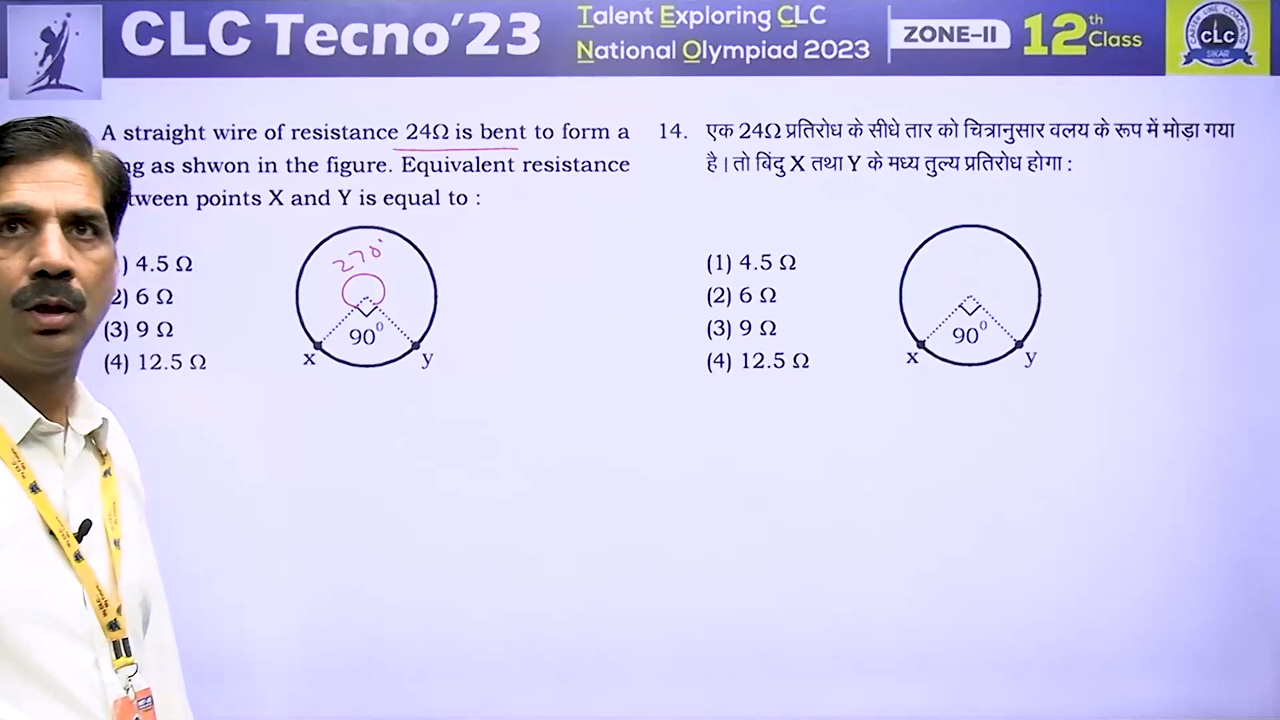 CLC Tecno'23
Talent Exploring CLC
National Olympiad 2023
ZONE-II
12th Class
CLC
SIKAR
A straight wire of resistance 24Ω is bent to form a
as shwon in the figure. Equivalent resistance
points X and Y is equal to :
) 4.5 Ω
2) 6 Ω
(3) 9 Ω
(4) 12.5 Ω
270°
90⁰
x
y
14. एक 24Ω प्रतिरोध के सीधे तार को चित्रानुसार वलय के रूप में मोड़ा गया
है। तो बिंदु X तथा Y के मध्य तुल्य प्रतिरोध होगा :
(1) 4.5 Ω
(2) 6 Ω
(3) 9 Ω
(4) 12.5 Ω
90⁰
x
y